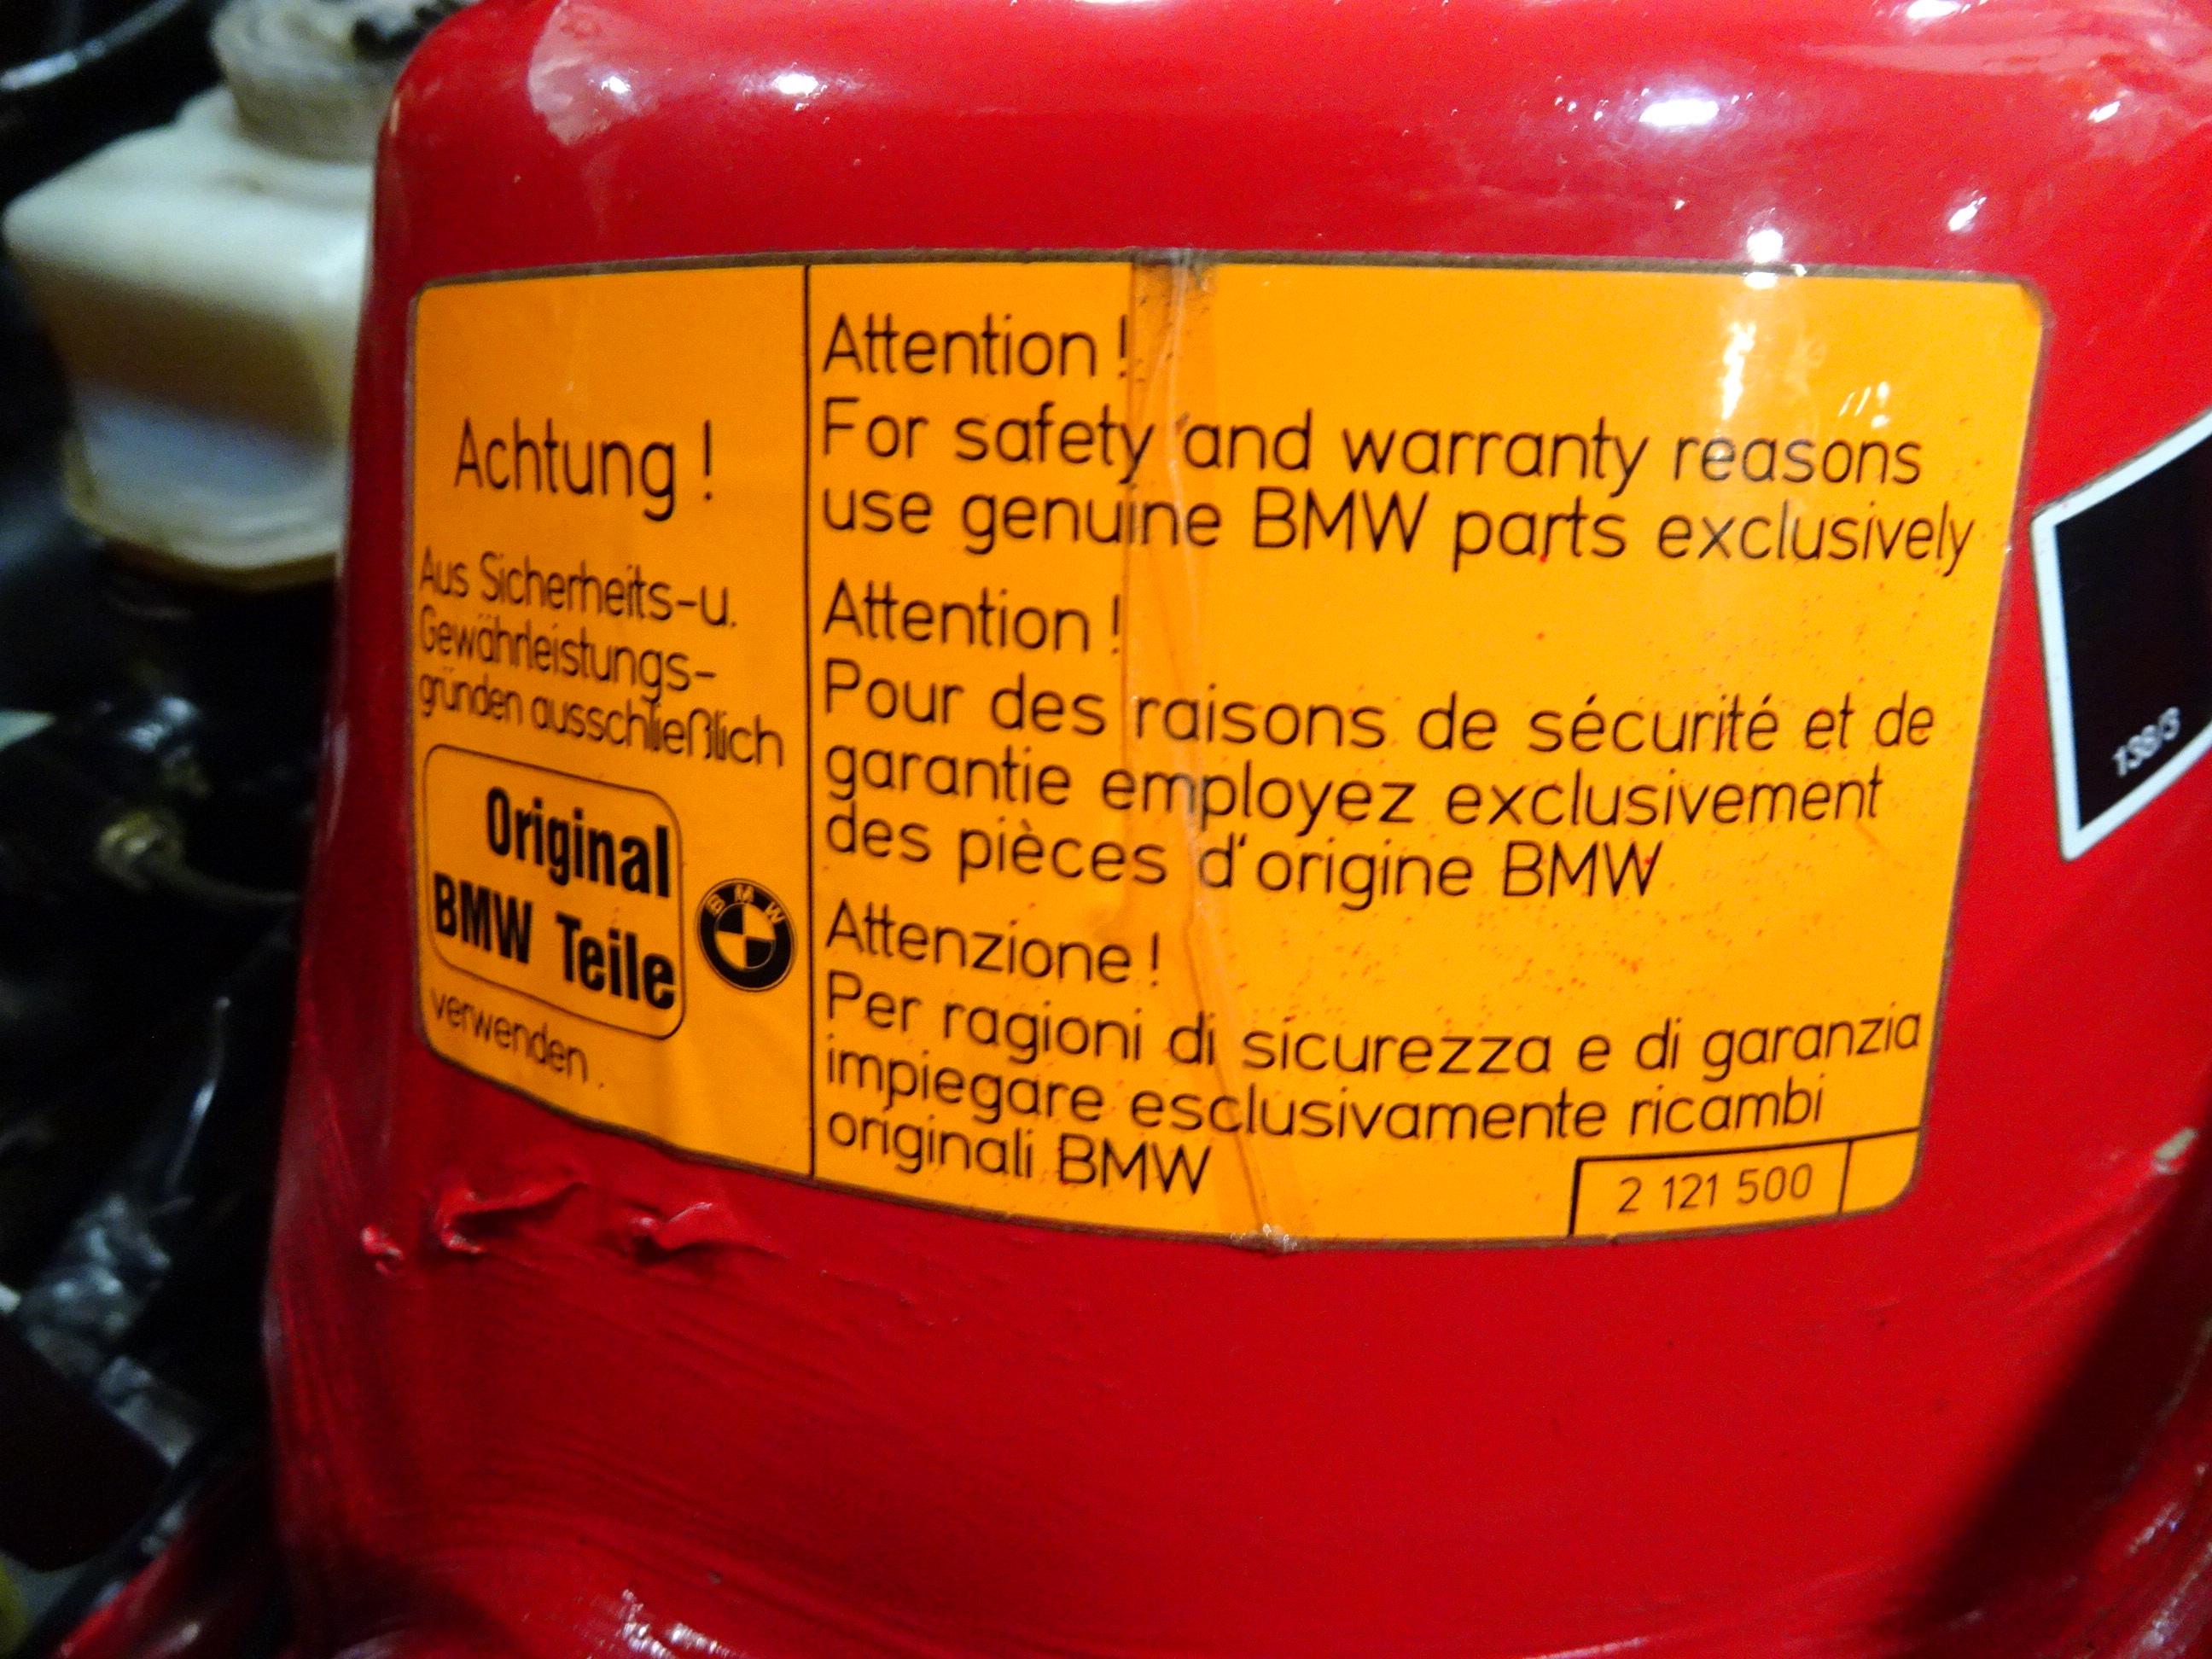 Achtung !
Aus Sicherheits-u.
Gewährleistungs-
gründen ausschließlich
Original
BMW Teile
BMW
verwenden.
Attention !
For safety and warranty reasons
use genuine BMW parts exclusively
Attention !
Pour des raisons de sécurité et de
garantie employez exclusivement
des pièces d'origine BMW
Attenzione !
Per ragioni di sicurezza e di garanzia
impiegare esclusivamente ricambi
originali BMW
2 121 500
138/3